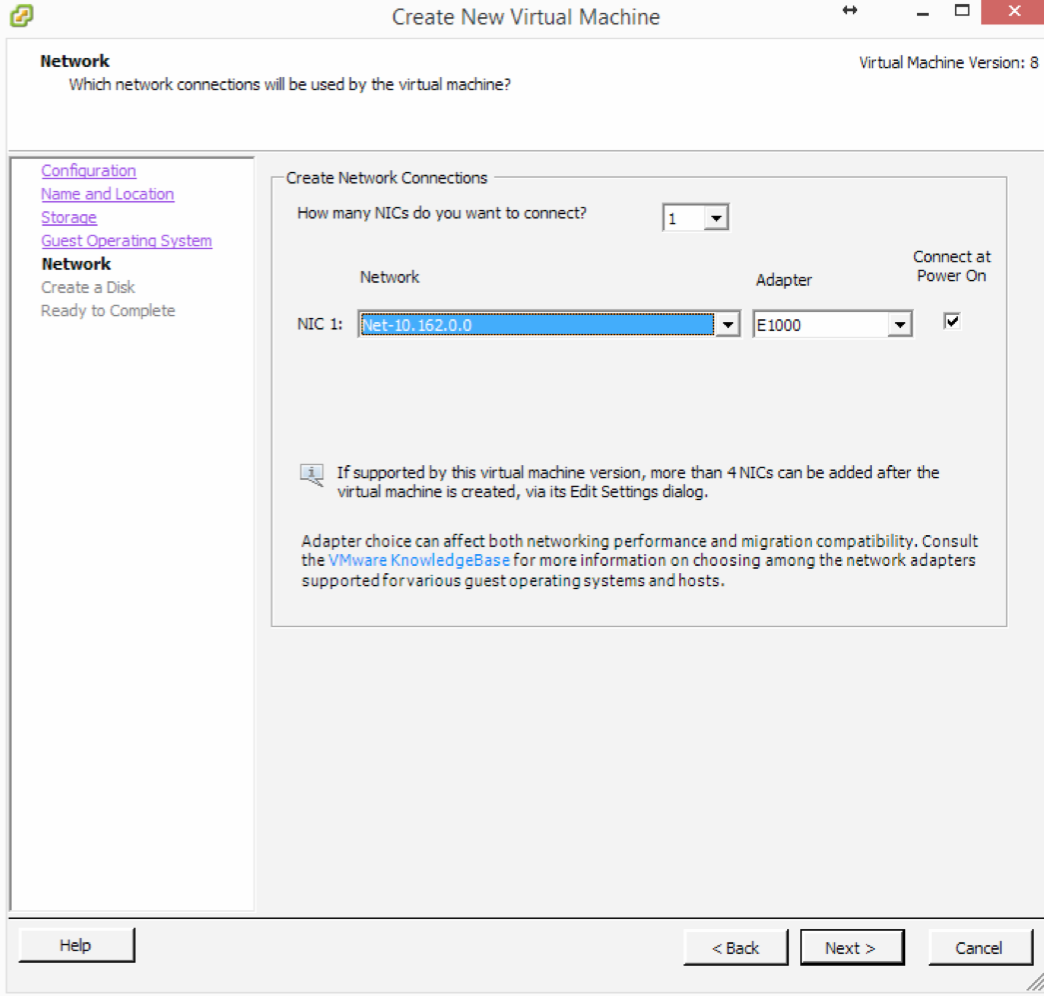 Create New Virtual Machine
Network
Which network connections will be used by the virtual machine?
Virtual Machine Version: 8
Configuration
Name and Location
Storage
Guest Operating System
Network
Create a Disk
Ready to Complete
Create Network Connections
How many NICs do you want to connect?
1
Network
Adapter
Connect at
Power On
NIC 1:
Net-10.162.0.0
E1000
If supported by this virtual machine version, more than 4 NICs can be added after the
virtual machine is created, via its Edit Settings dialog.
Adapter choice can affect both networking performance and migration compatibility. Consult
the VMware KnowledgeBase for more information on choosing among the network adapters
supported for various guest operating systems and hosts.
Help
< Back
Next >
Cancel